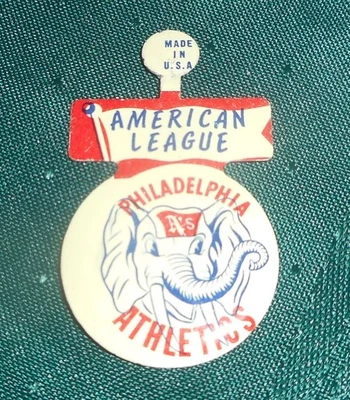 MADE
IN
U.S.A.
AMERICAN
LEAGUE
PHILADELPHIA
A's
ATHLETICS